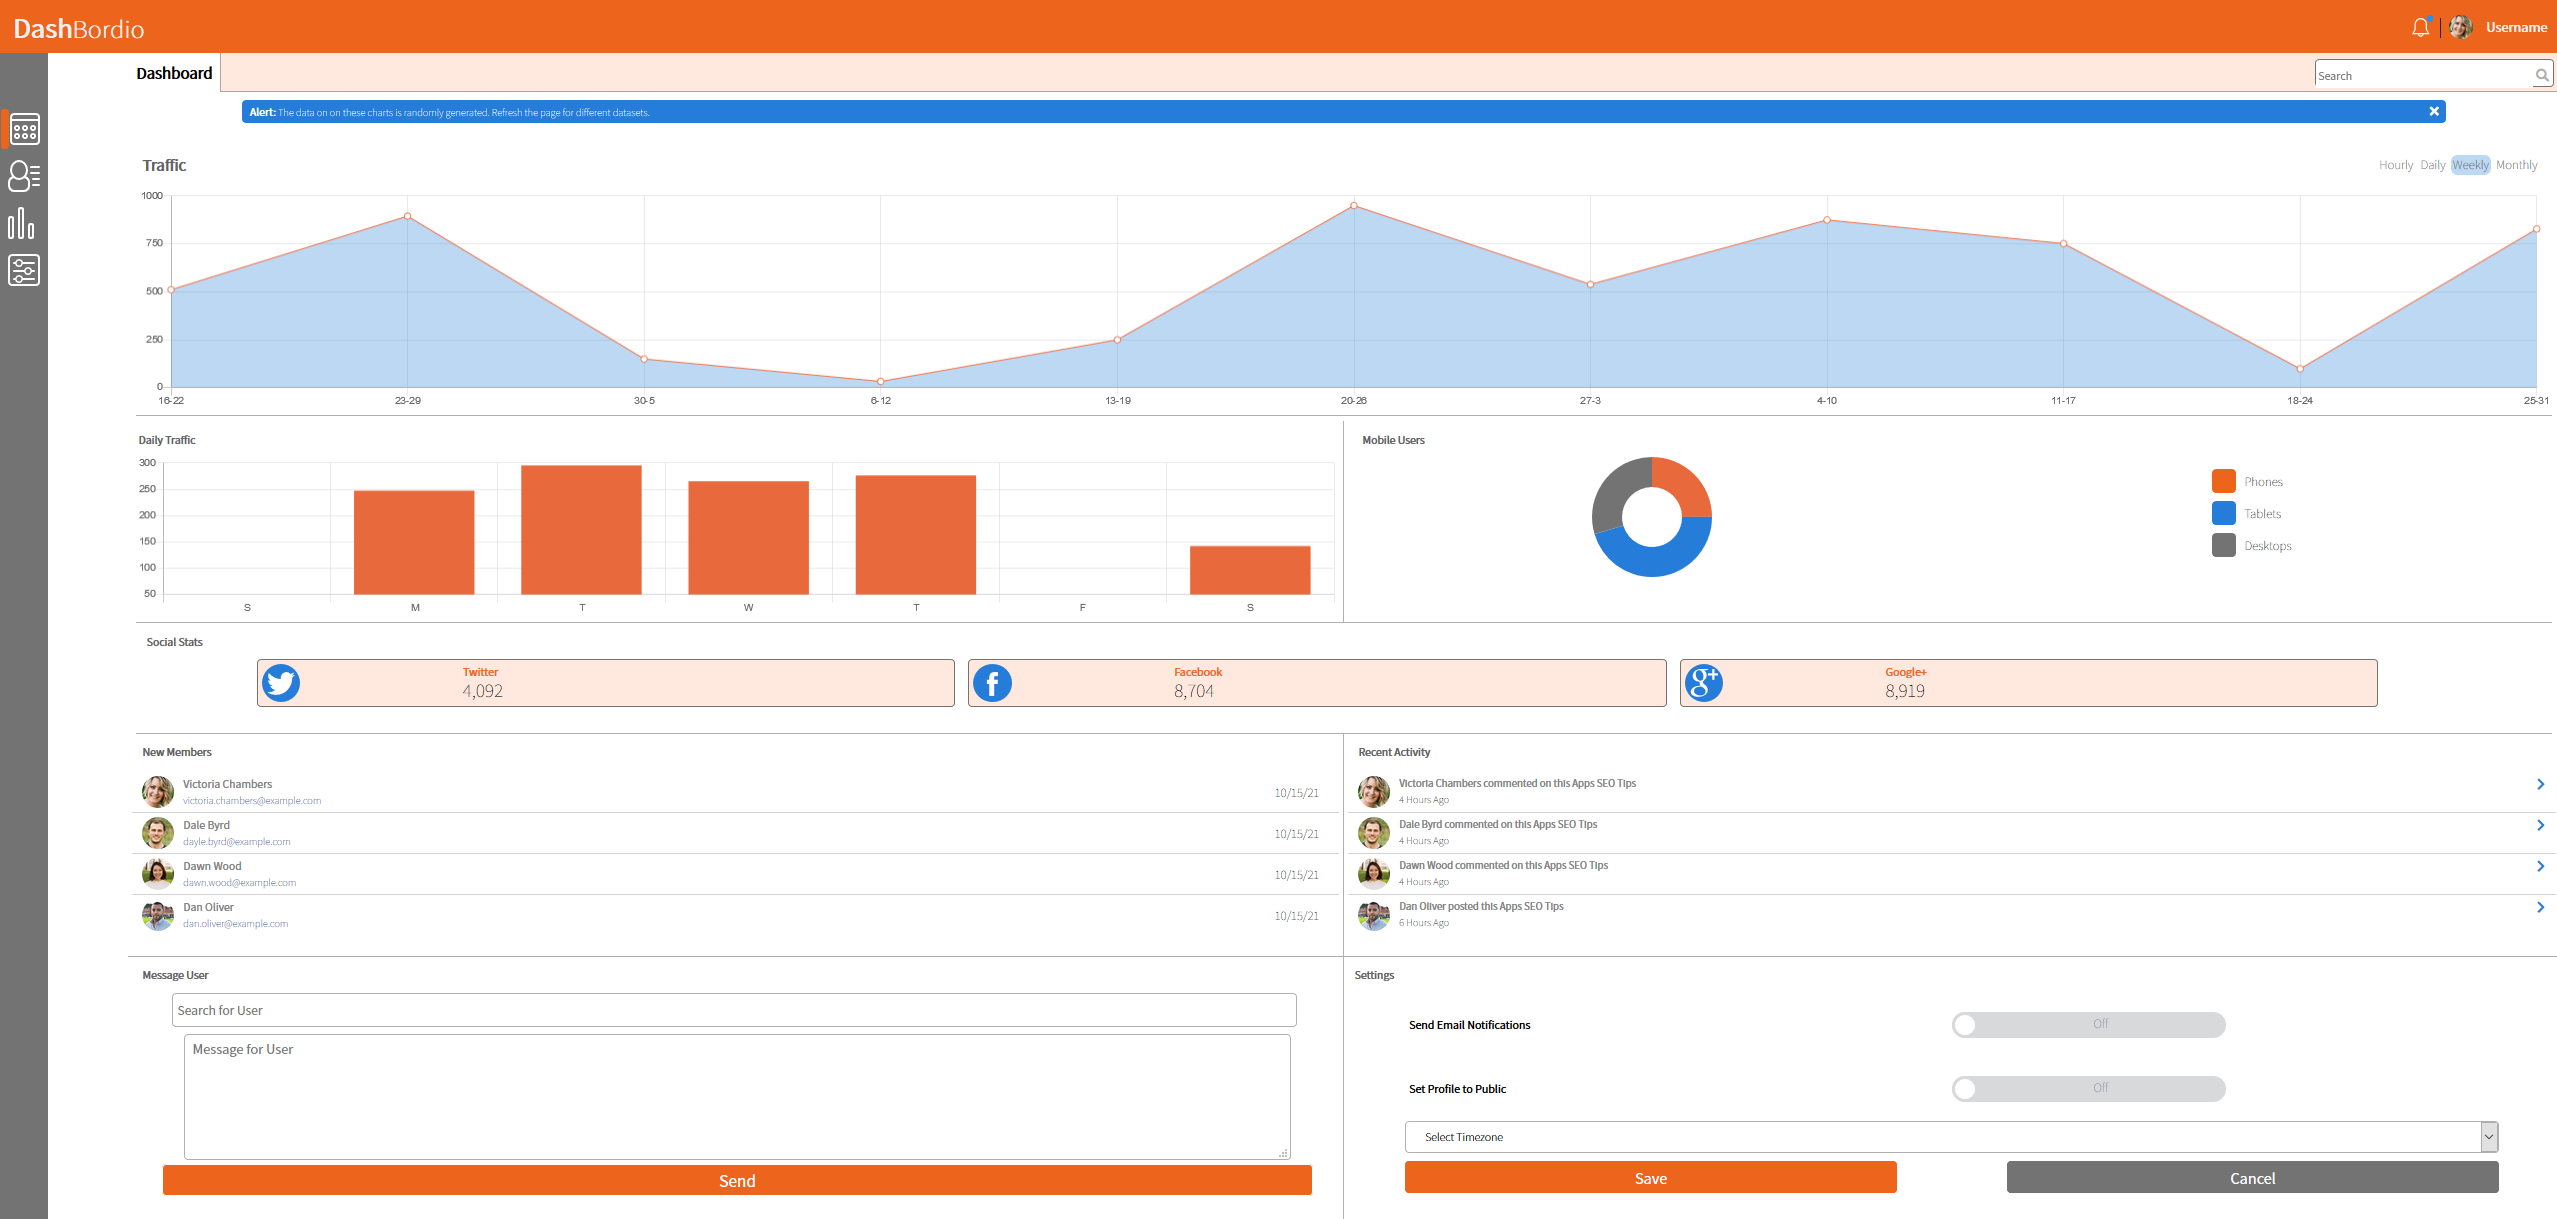 DashBordio
Username
Dashboard
Search
Alert: The data on on these charts is randomly generated. Refresh the page for different datasets.
Traffic
Hourly Daily Weekly Monthly
1000
750
500
250
0
16-22 23-29 30-5 6-12 13-19 20-26 27-3 4-10 11-17 18-24 25-31
Daily Traffic
300
250
200
150
100
50
S M T W T F S
Mobile Users
Phones
Tablets
Desktops
Social Stats
Twitter
4,092
Facebook
8,704
g+
Google+
8,919
New Members
Victoria Chambers
victoria.chambers@example.com
10/15/21
Dale Byrd
dayle.byrd@example.com
10/15/21
Dawn Wood
dawn.wood@example.com
10/15/21
Dan Oliver
dan.oliver@example.com
10/15/21
Recent Activity
Victoria Chambers commented on this Apps SEO Tips
4 Hours Ago
Dale Byrd commented on this Apps SEO Tips
4 Hours Ago
Dawn Wood commented on this Apps SEO Tips
4 Hours Ago
Dan Oliver posted this Apps SEO Tips
6 Hours Ago
Message User
Search for User
Message for User
Send
Settings
Send Email Notifications
Off
Set Profile to Public
Off
Select Timezone
Save
Cancel